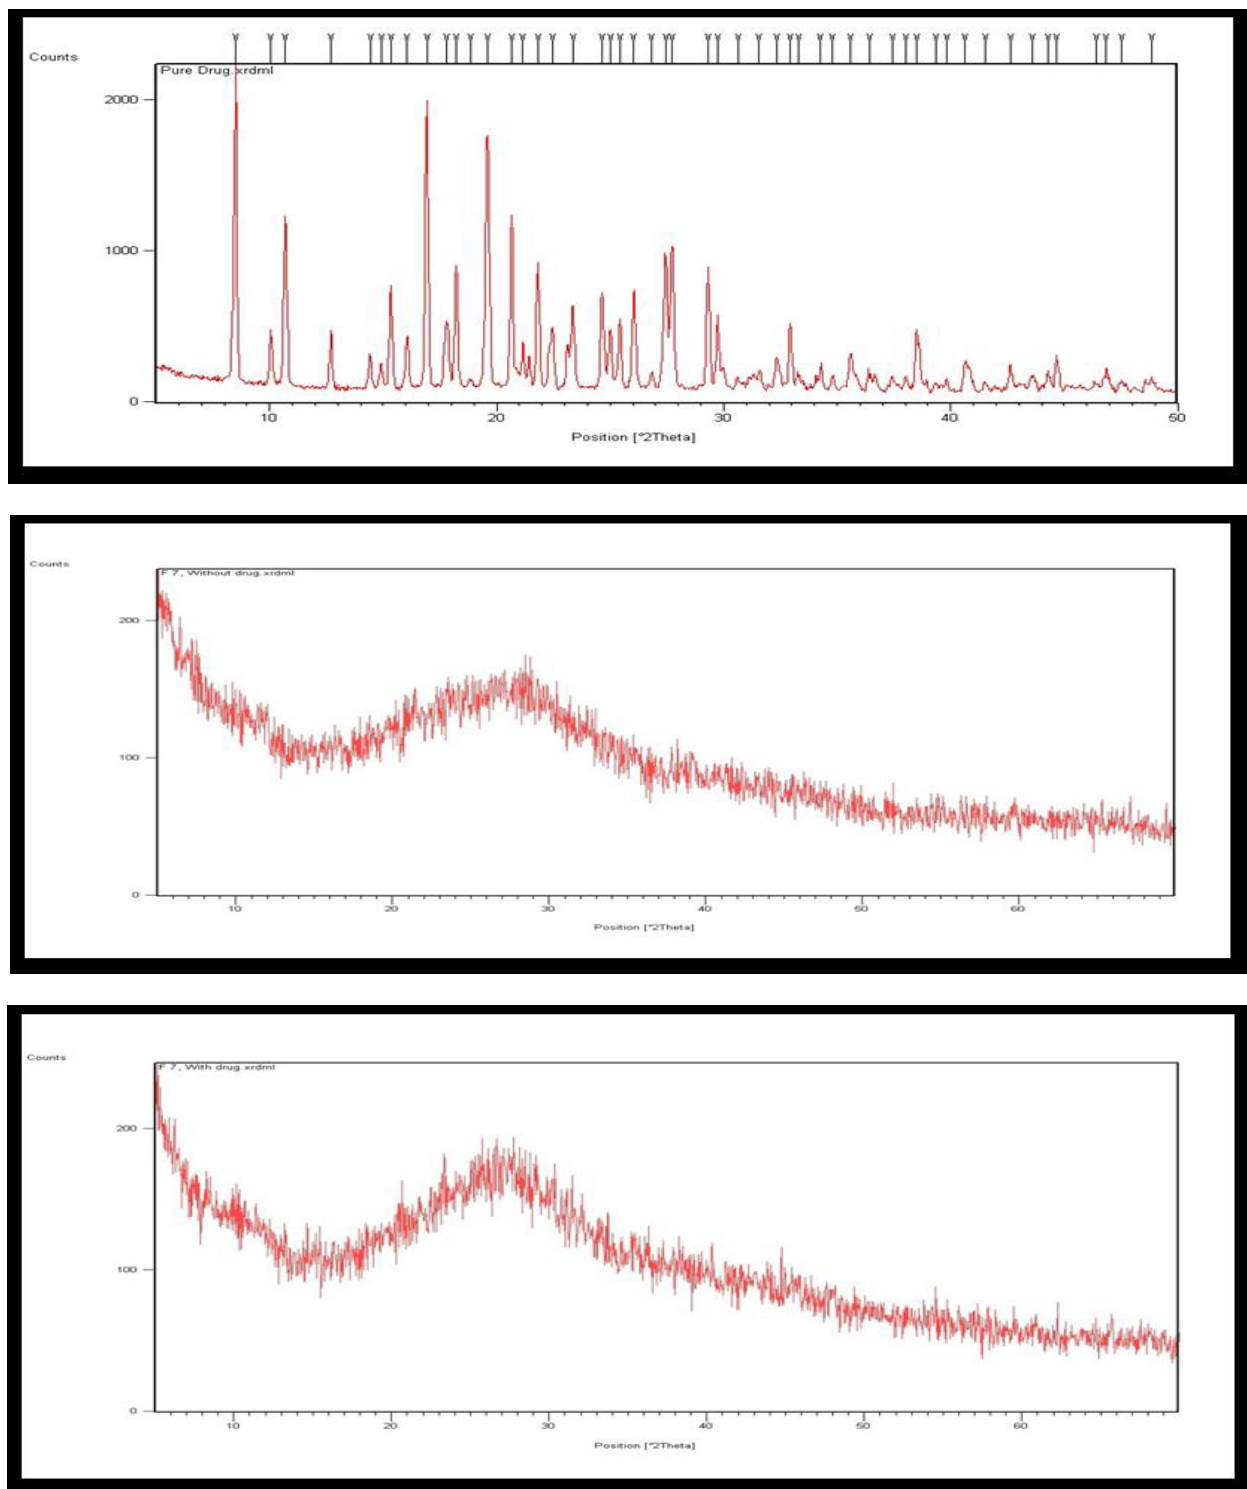 Counts
Pure Drug.xrdml
2000
1000
0
10 20 30 40 50
Position [°2Theta]
Counts
F 7, Without drug.xrdml
200
100
0
10 20 30 40 50 60
Position [°2Theta]
Counts
F 7, With drug.xrdml
200
100
0
10 20 30 40 50 60
Position [°2Theta]